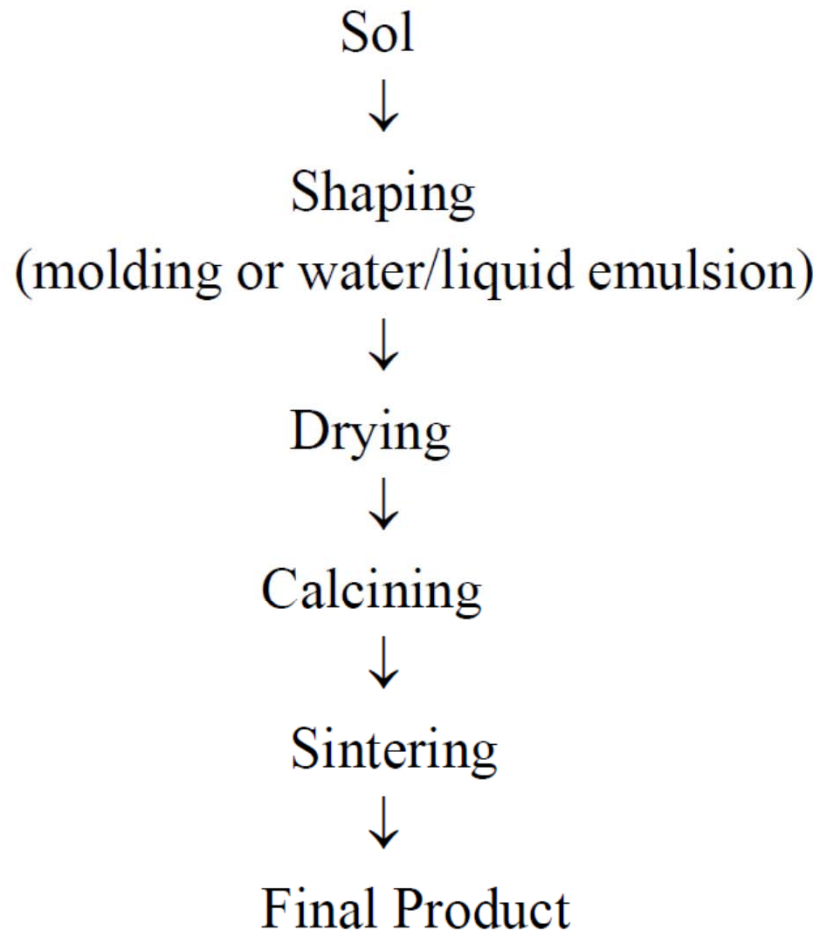 Sol
↓
Shaping
(molding or water/liquid emulsion)
↓
Drying
↓
Calcining
↓
Sintering
↓
Final Product